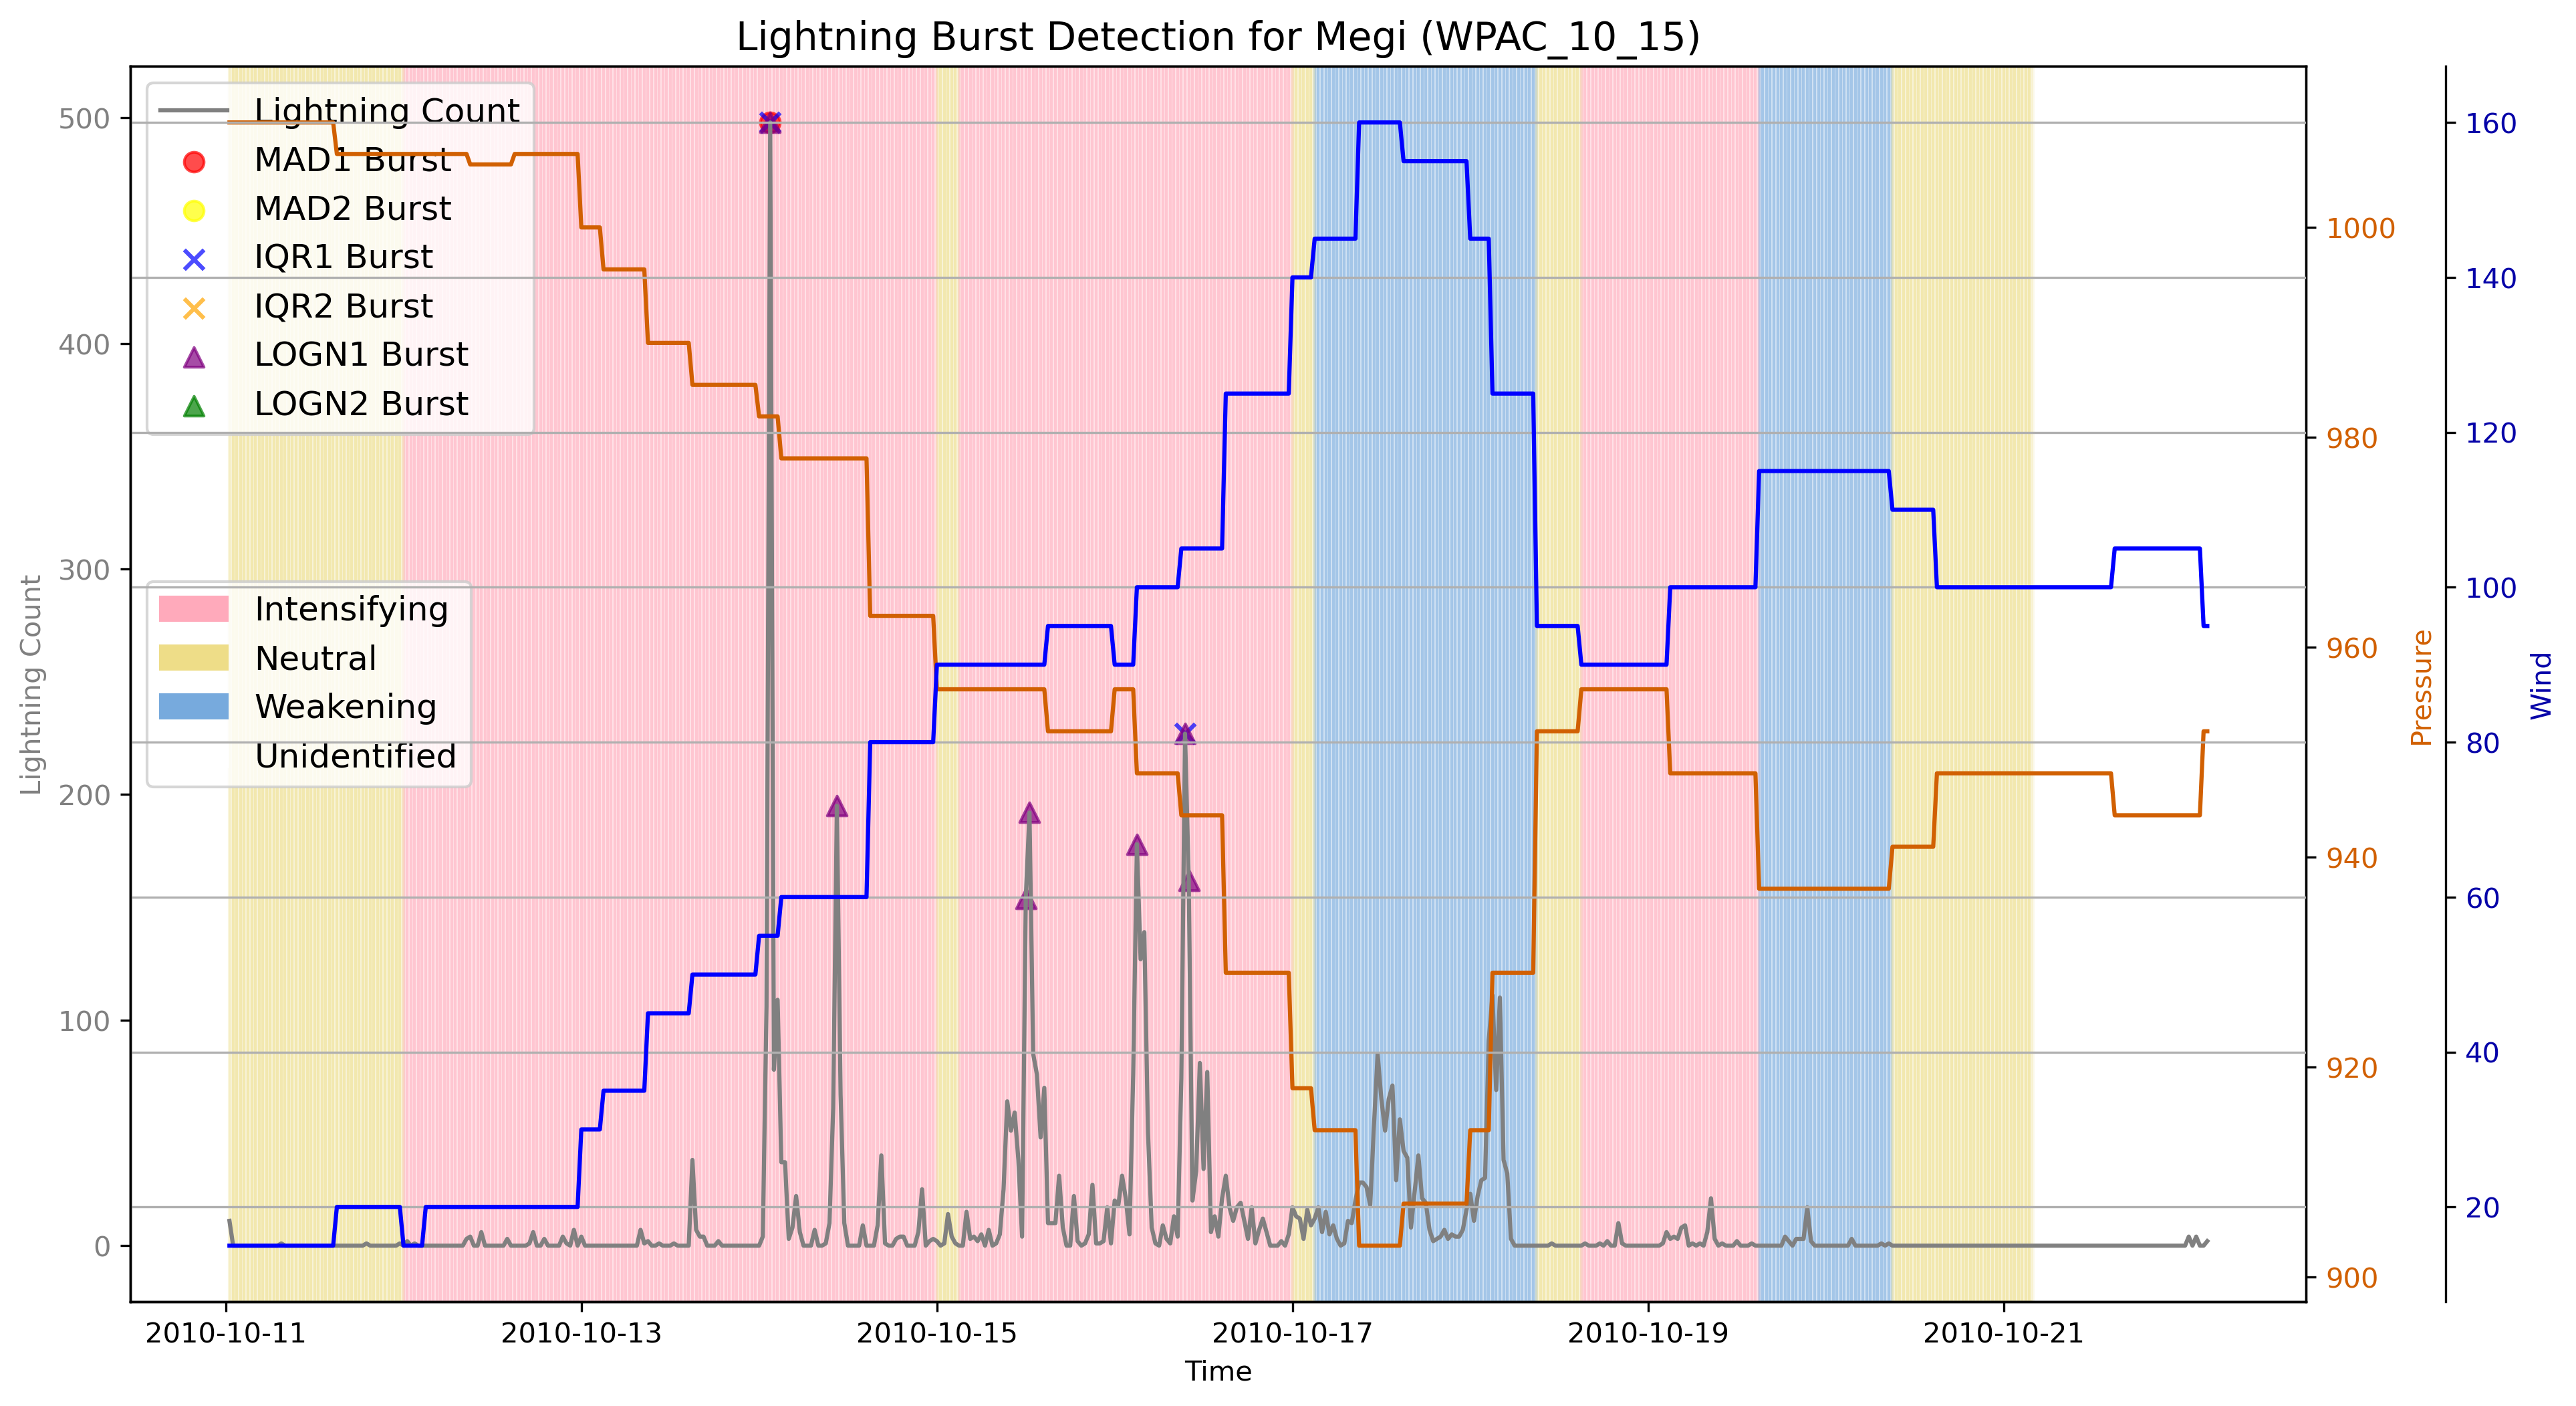 Lightning Burst Detection for Megi (WPAC_10_15)
Lightning Count
MAD1 Burst
MAD2 Burst
IQR1 Burst
IQR2 Burst
LOGN1 Burst
LOGN2 Burst
Intensifying
Neutral
Weakening
Unidentified
Lightning Count
500
400
300
200
100
0
1000
980
960
940
920
900
Pressure
160
140
120
100
80
60
40
20
Wind
2010-10-11 2010-10-13 2010-10-15 2010-10-17 2010-10-19 2010-10-21
Time